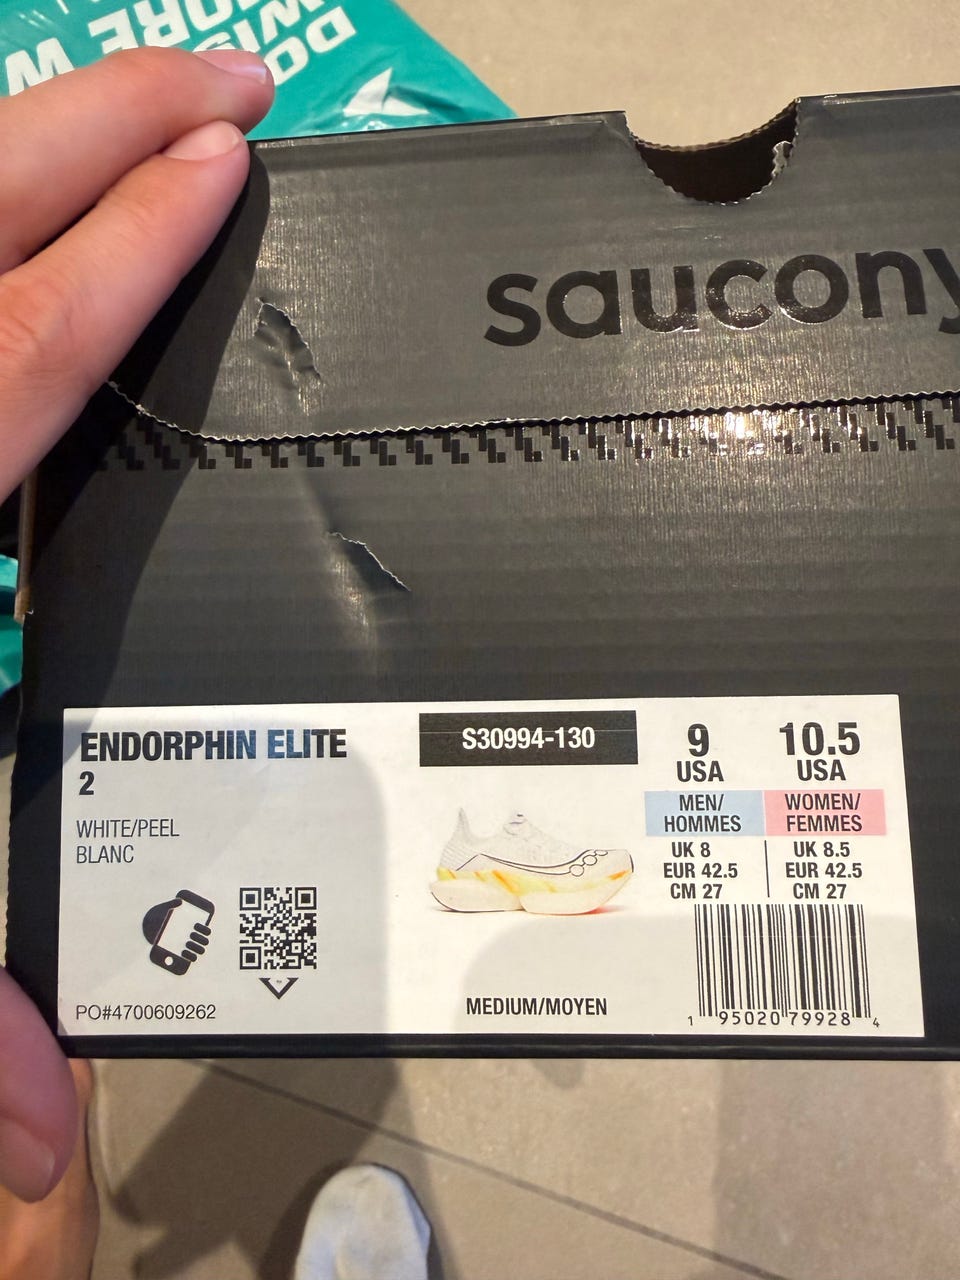 saucony
ENDORPHIN ELITE
2
WHITE/PEEL
BLANC
PO#4700609262
S30994-130
MEDIUM/MOYEN
9
USA
MEN/
HOMMES
UK 8
EUR 42.5
CM 27
10.5
USA
WOMEN/
FEMMES
UK 8.5
EUR 42.5
CM 27
1 95020 79928 4